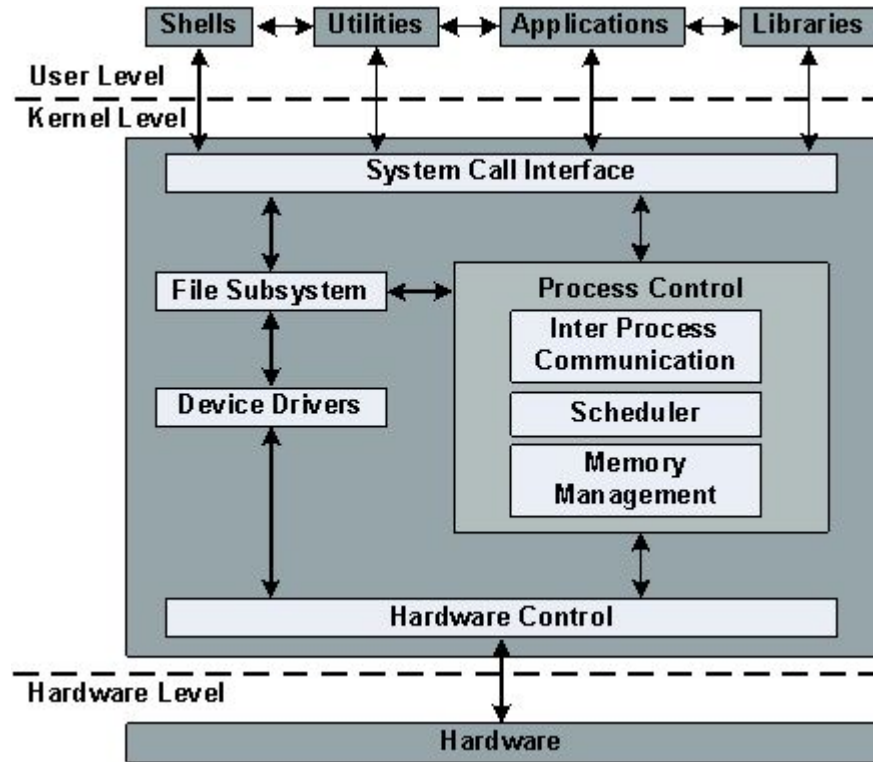 Shells
Utilities
Applications
Libraries
User Level
Kernel Level
System Call Interface
File Subsystem
Process Control
Inter Process
Communication
Device Drivers
Scheduler
Memory
Management
Hardware Control
Hardware Level
Hardware